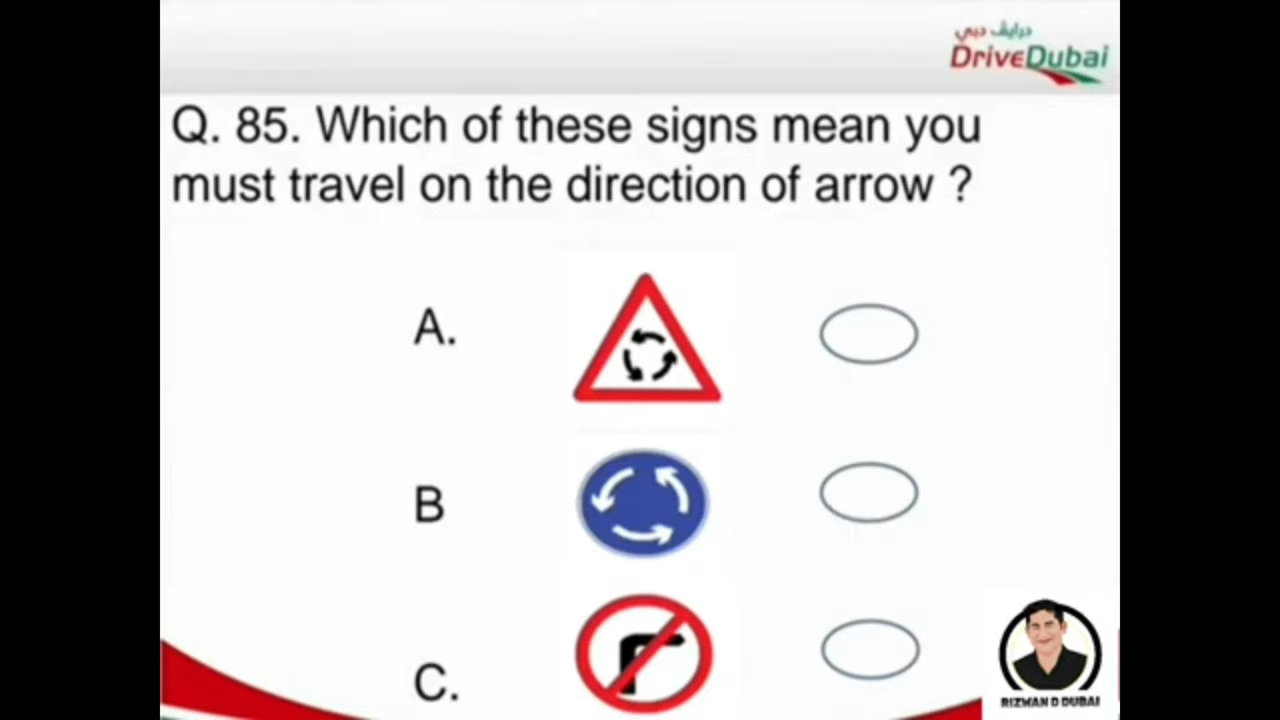 درايف دبي
DriveDubai
Q. 85. Which of these signs mean you
must travel on the direction of arrow ?
A.
B
C.
RIZWAN D DUBAI